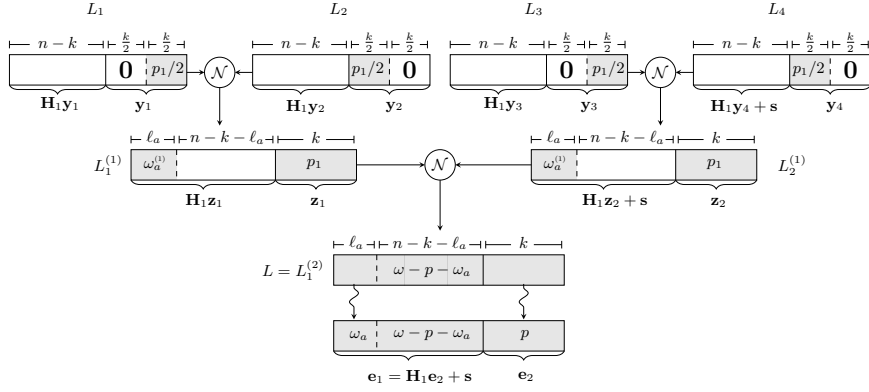 L₁ L₂ L₃ L₄
n − k k/2 k/2 n − k k/2 k/2 n − k k/2 k/2 n − k k/2 k/2
0 p₁/2 𝒩 p₁/2 0 0 p₁/2 𝒩 p₁/2 0
H₁y₁ y₁ H₁y₂ y₂ H₁y₃ y₃ H₁y₄ + s y₄
ℓₐ n − k − ℓₐ k ℓₐ n − k − ℓₐ k
L₁⁽¹⁾ ωₐ⁽¹⁾ p₁ 𝒩 ωₐ⁽¹⁾ p₁ L₂⁽¹⁾
H₁z₁ z₁ H₁z₂ + s z₂
ℓₐ n − k − ℓₐ k
L = L₁⁽²⁾ ω − p − ωₐ
ωₐ ω − p − ωₐ p
e₁ = H₁e₂ + s e₂